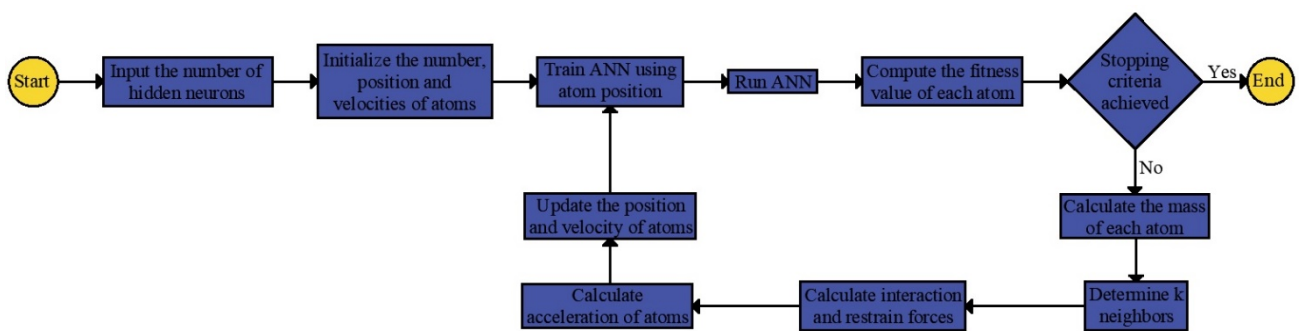 Start
Input the number of
hidden neurons
Initialize the number,
position and
velocities of atoms
Train ANN using
atom position
Run ANN
Compute the fitness
value of each atom
Stopping
criteria
achieved
Yes
End
No
Calculate the mass
of each atom
Determine k
neighbors
Calculate interaction
and restrain forces
Calculate
acceleration of atoms
Update the position
and velocity of atoms